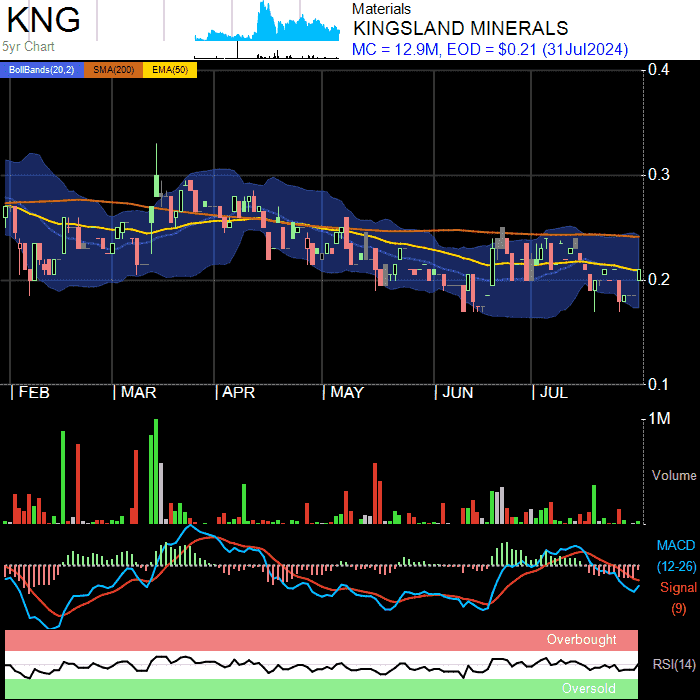 KNG
5yr Chart
Materials
KINGSLAND MINERALS
MC = 12.9M, EOD = $0.21 (31Jul2024)
BollBands(20,2) SMA(200) EMA(50)
0.4
0.3
0.2
0.1
FEB MAR APR MAY JUN JUL
1M
Volume
MACD
(12-26)
Signal
(9)
Overbought
RSI(14)
Oversold